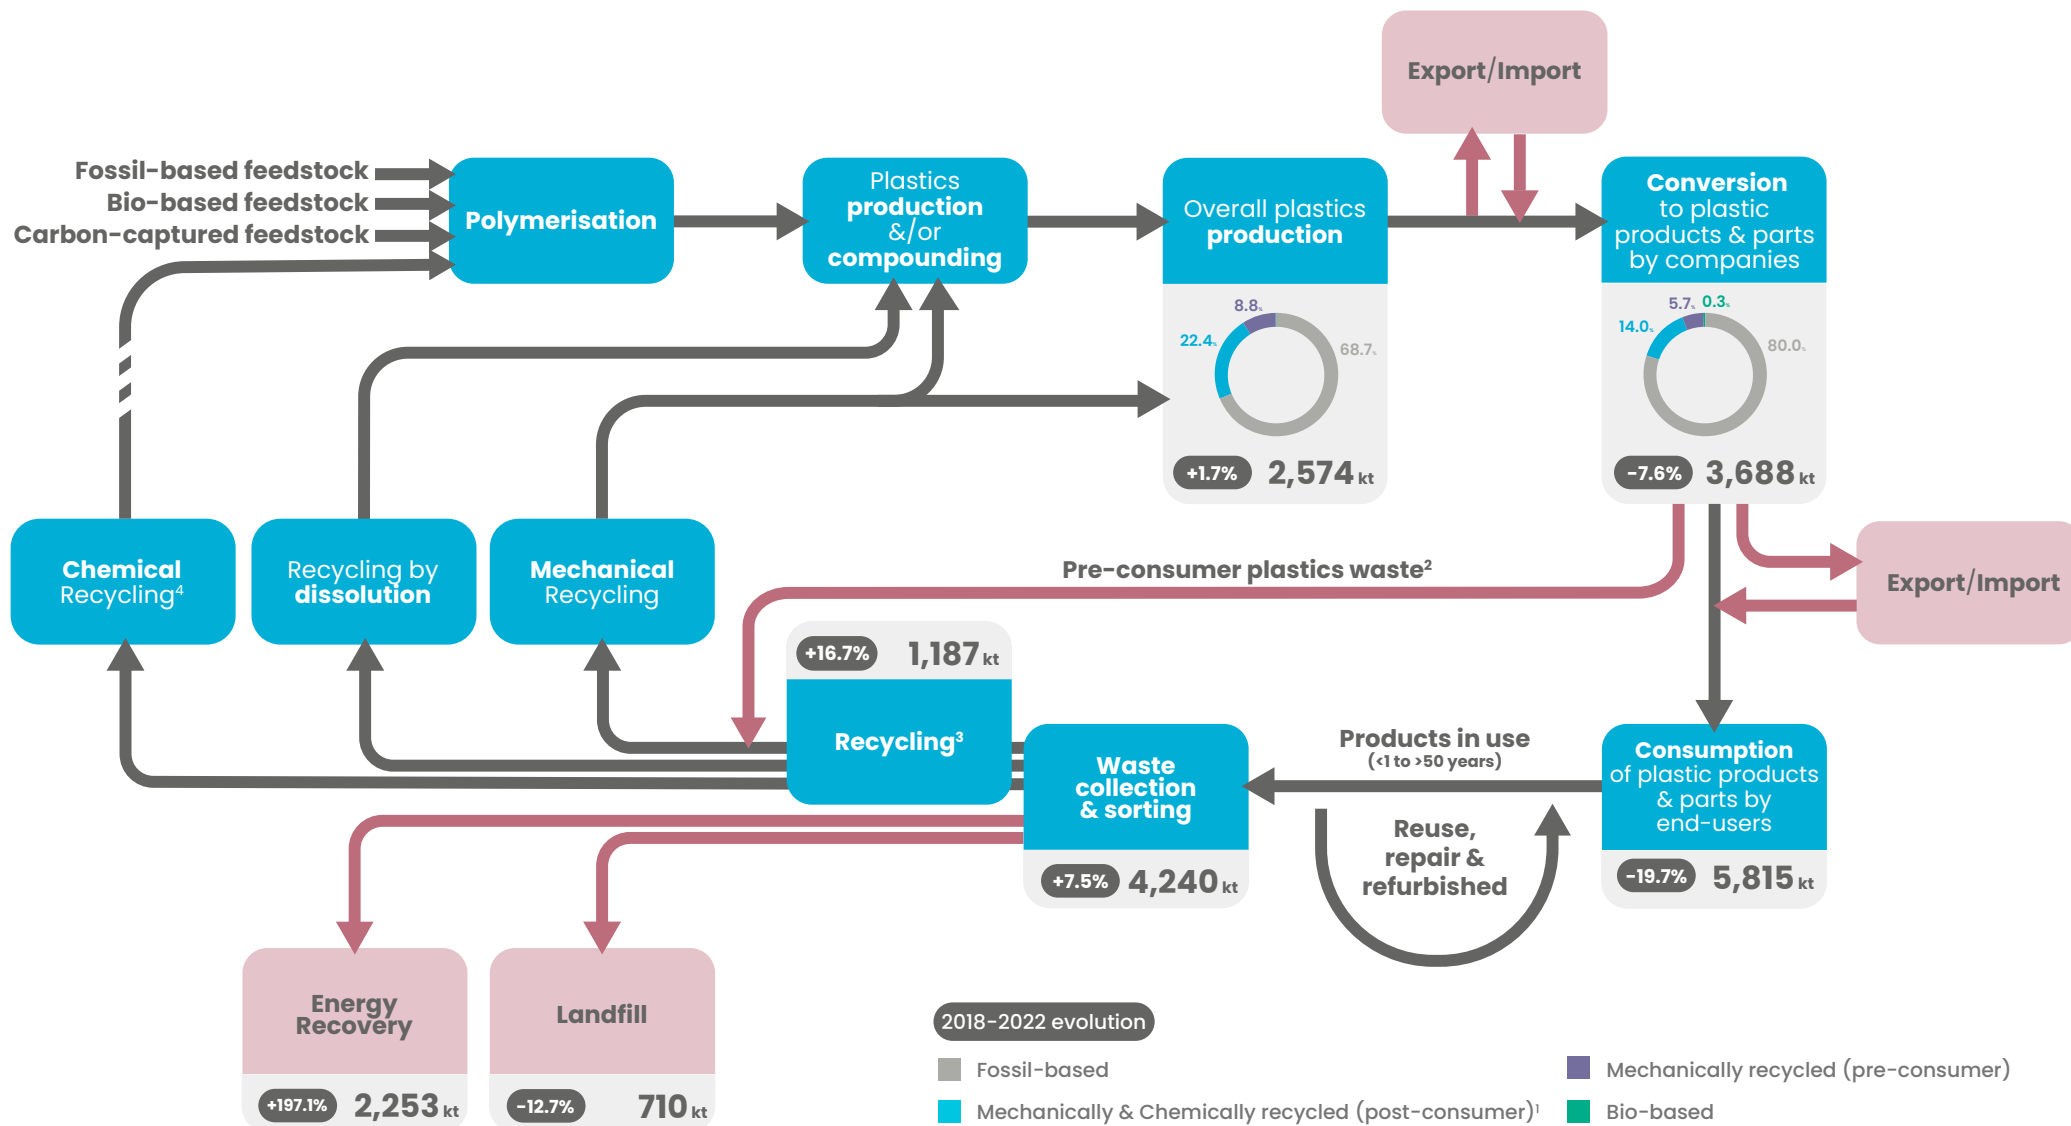 Export/Import
Fossil-based feedstock
Bio-based feedstock
Carbon-captured feedstock
Polymerisation
Plastics
production
&/or
compounding
Overall plastics
production
Conversion
to plastic
products & parts
by companies
8.8%
22.4%
68.7%
+1.7% 2,574 kt
5.7% 0.3%
14.0%
80.0%
-7.6% 3,688 kt
Chemical
Recycling⁴
Recycling by
dissolution
Mechanical
Recycling
Pre-consumer plastics waste²
Export/Import
+16.7% 1,187 kt
Recycling³
Waste
collection
& sorting
+7.5% 4,240 kt
Products in use
(<1 to >50 years)
Reuse,
repair &
refurbished
Consumption
of plastic products
& parts by
end-users
-19.7% 5,815 kt
Energy
Recovery
+197.1% 2,253 kt
Landfill
-12.7% 710 kt
2018-2022 evolution
Fossil-based
Mechanically & Chemically recycled (post-consumer)¹
Mechanically recycled (pre-consumer)
Bio-based